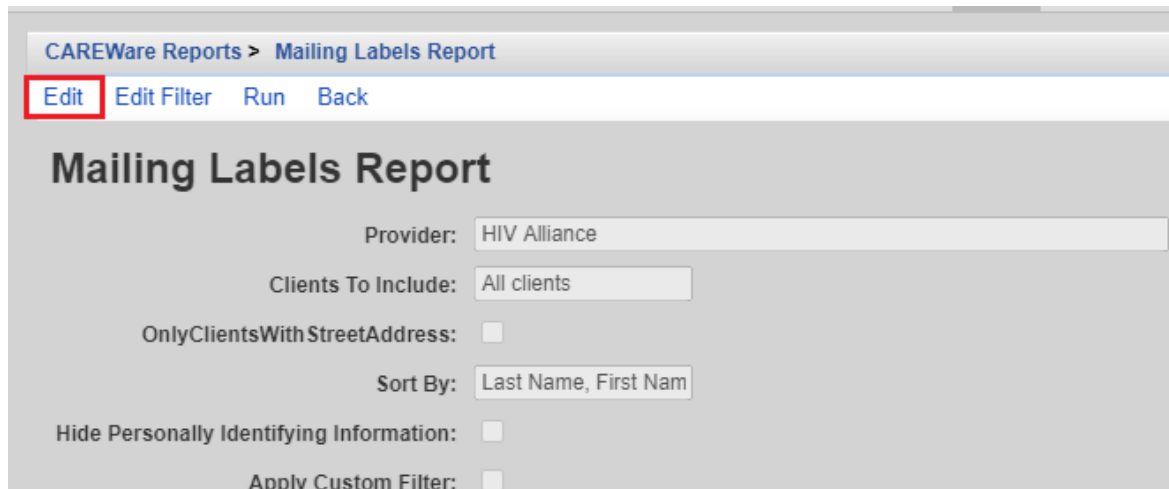 CAREWare Reports > Mailing Labels Report
Edit Edit Filter Run Back
Mailing Labels Report
Provider: HIV Alliance
Clients To Include: All clients
OnlyClientsWithStreetAddress:
Sort By: Last Name, First Nam
Hide Personally Identifying Information:
Apply Custom Filter: